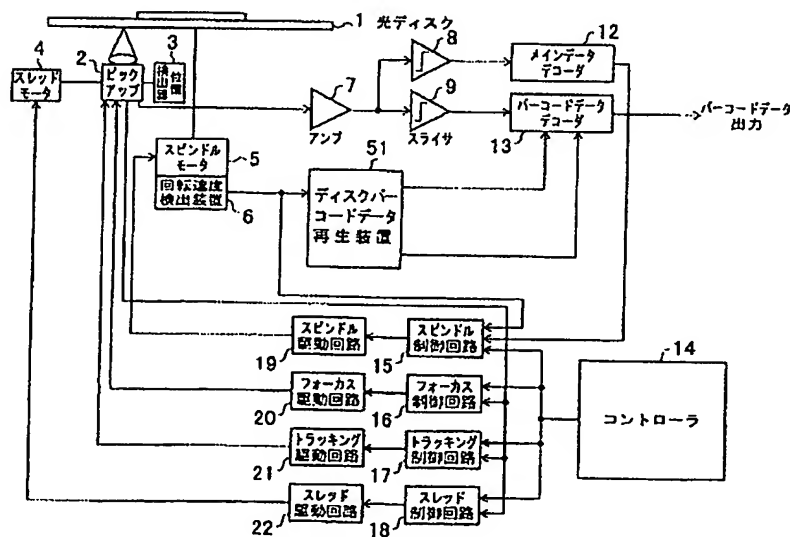 1 光ディスク
2
ピック
アップ
3
位置
検出器
4
スレッド
モータ
スピンドル
モータ
5
回転速度
検出装置
6
7
アンプ
8
9
スライサ
12
メインデータ
デコーダ
バーコードデータ
デコーダ
13
バーコードデータ
出力
51
ディスクバー
コードデータ
再生装置
スピンドル
駆動回路
19
スピンドル
制御回路
15
フォーカス
駆動回路
20
フォーカス
制御回路
16
トラッキング
駆動回路
21
トラッキング
制御回路
17
スレッド
駆動回路
22
スレッド
制御回路
18
14
コントローラ